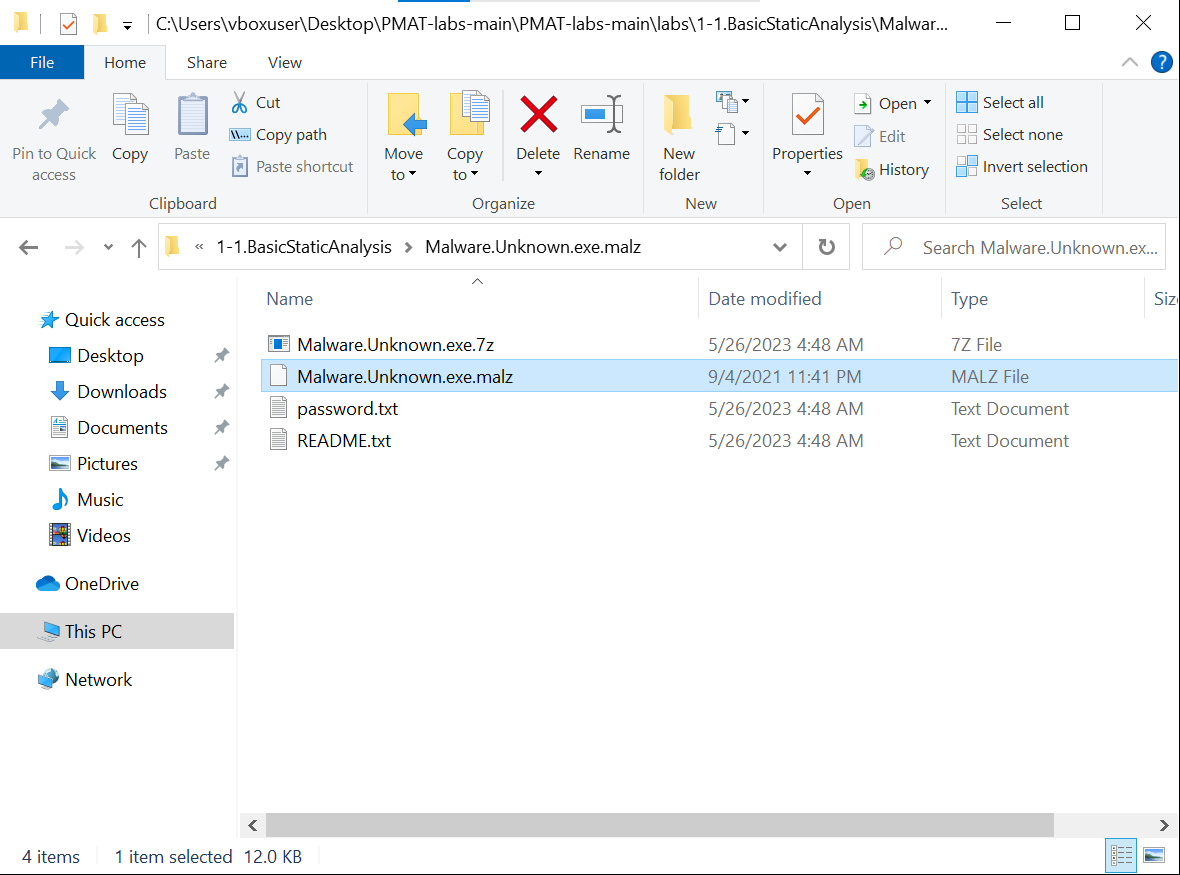 C:\Users\vboxuser\Desktop\PMAT-labs-main\PMAT-labs-main\labs\1-1.BasicStaticAnalysis\Malwar...
File Home Share View
Pin to Quick access
Copy
Paste
Cut
Copy path
Paste shortcut
Clipboard
Move to
Copy to
Delete
Rename
Organize
New folder
New
Properties
Open
Edit
History
Open
Select all
Select none
Invert selection
Select
« 1-1.BasicStaticAnalysis > Malware.Unknown.exe.malz
Search Malware.Unknown.ex...
Quick access
Desktop
Downloads
Documents
Pictures
Music
Videos
OneDrive
This PC
Network
Name Date modified Type Siz
Malware.Unknown.exe.7z 5/26/2023 4:48 AM 7Z File
Malware.Unknown.exe.malz 9/4/2021 11:41 PM MALZ File
password.txt 5/26/2023 4:48 AM Text Document
README.txt 5/26/2023 4:48 AM Text Document
4 items 1 item selected 12.0 KB